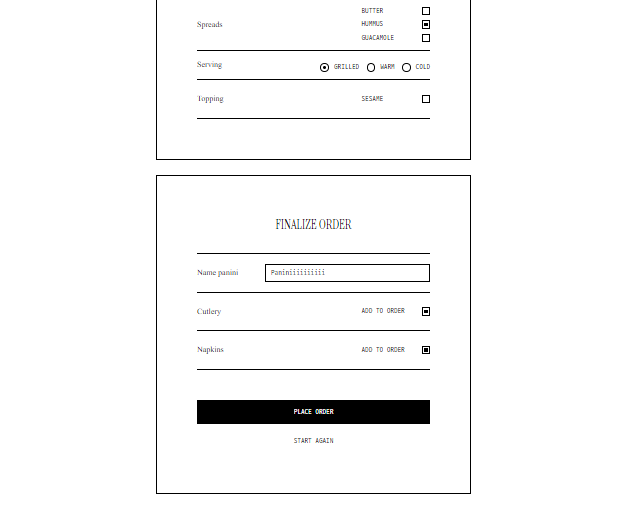 BUTTER
Spreads HUMMUS
GUACAMOLE
Serving GRILLED WARM COLD
Topping SESAME
FINALIZE ORDER
Name panini Paniniiiiiiiiii
Cutlery ADD TO ORDER
Napkins ADD TO ORDER
PLACE ORDER
START AGAIN